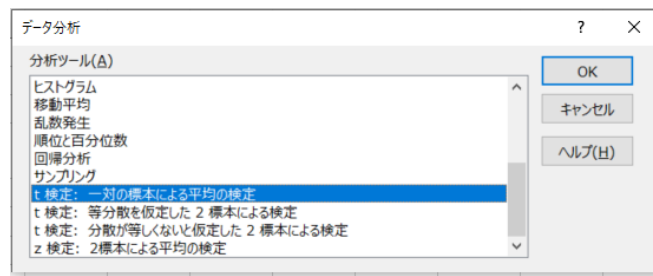 データ分析
? ×
分析ツール(A)
ヒストグラム
移動平均
乱数発生
順位と百分位数
回帰分析
サンプリング
t 検定: 一対の標本による平均の検定
t 検定: 等分散を仮定した 2 標本による検定
t 検定: 分散が等しくないと仮定した 2 標本による検定
z 検定: 2標本による平均の検定
OK
キャンセル
ヘルプ(H)